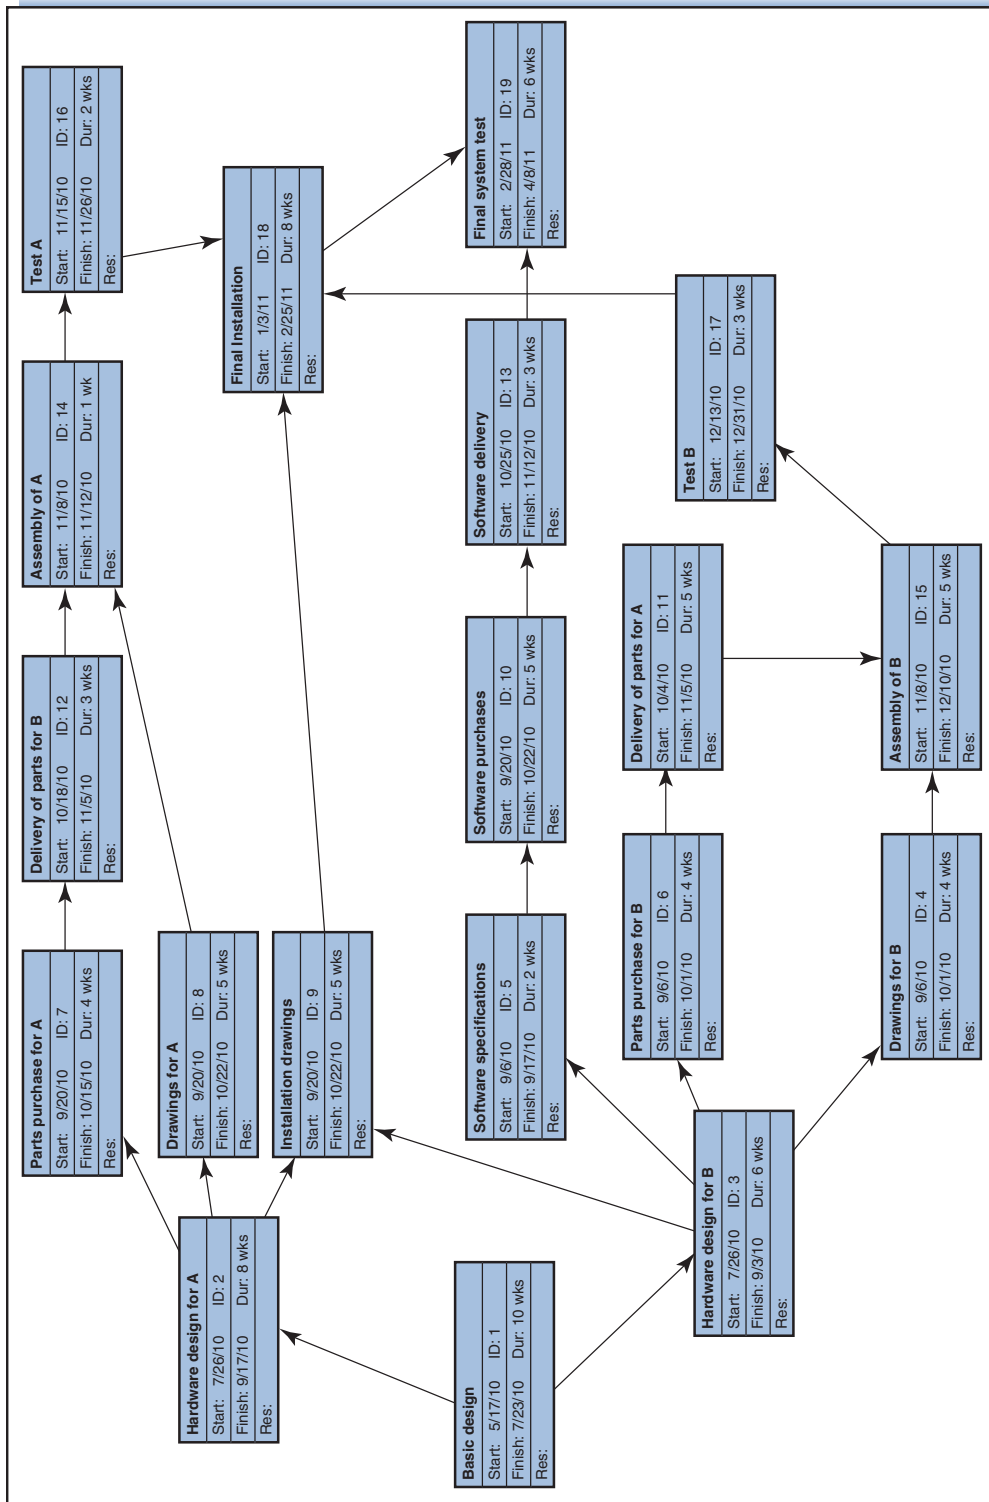 Parts purchase for A
Start: 9/20/10 ID: 7
Finish: 10/15/10 Dur: 4 wks
Res:
Delivery of parts for B
Start: 10/18/10 ID: 12
Finish: 11/5/10 Dur: 3 wks
Res:
Assembly of A
Start: 11/8/10 ID: 14
Finish: 11/12/10 Dur: 1 wk
Res:
Test A
Start: 11/15/10 ID: 16
Finish: 11/26/10 Dur: 2 wks
Res:
Hardware design for A
Start: 7/26/10 ID: 2
Finish: 9/17/10 Dur: 8 wks
Res:
Drawings for A
Start: 9/20/10 ID: 8
Finish: 10/22/10 Dur: 5 wks
Res:
Installation drawings
Start: 9/20/10 ID: 9
Finish: 10/22/10 Dur: 5 wks
Res:
Final Installation
Start: 1/3/11 ID: 18
Finish: 2/25/11 Dur: 8 wks
Res:
Basic design
Start: 5/17/10 ID: 1
Finish: 7/23/10 Dur: 10 wks
Res:
Software specifications
Start: 9/6/10 ID: 5
Finish: 9/17/10 Dur: 2 wks
Res:
Software purchases
Start: 9/20/10 ID: 10
Finish: 10/22/10 Dur: 5 wks
Res:
Software delivery
Start: 10/25/10 ID: 13
Finish: 11/12/10 Dur: 3 wks
Res:
Final system test
Start: 2/28/11 ID: 19
Finish: 4/8/11 Dur: 6 wks
Res:
Hardware design for B
Start: 7/26/10 ID: 3
Finish: 9/3/10 Dur: 6 wks
Res:
Parts purchase for B
Start: 9/6/10 ID: 6
Finish: 10/1/10 Dur: 4 wks
Res:
Delivery of parts for A
Start: 10/4/10 ID: 11
Finish: 11/5/10 Dur: 5 wks
Res:
Test B
Start: 12/13/10 ID: 17
Finish: 12/31/10 Dur: 3 wks
Res:
Drawings for B
Start: 9/6/10 ID: 4
Finish: 10/1/10 Dur: 4 wks
Res:
Assembly of B
Start: 11/8/10 ID: 15
Finish: 12/10/10 Dur: 5 wks
Res: